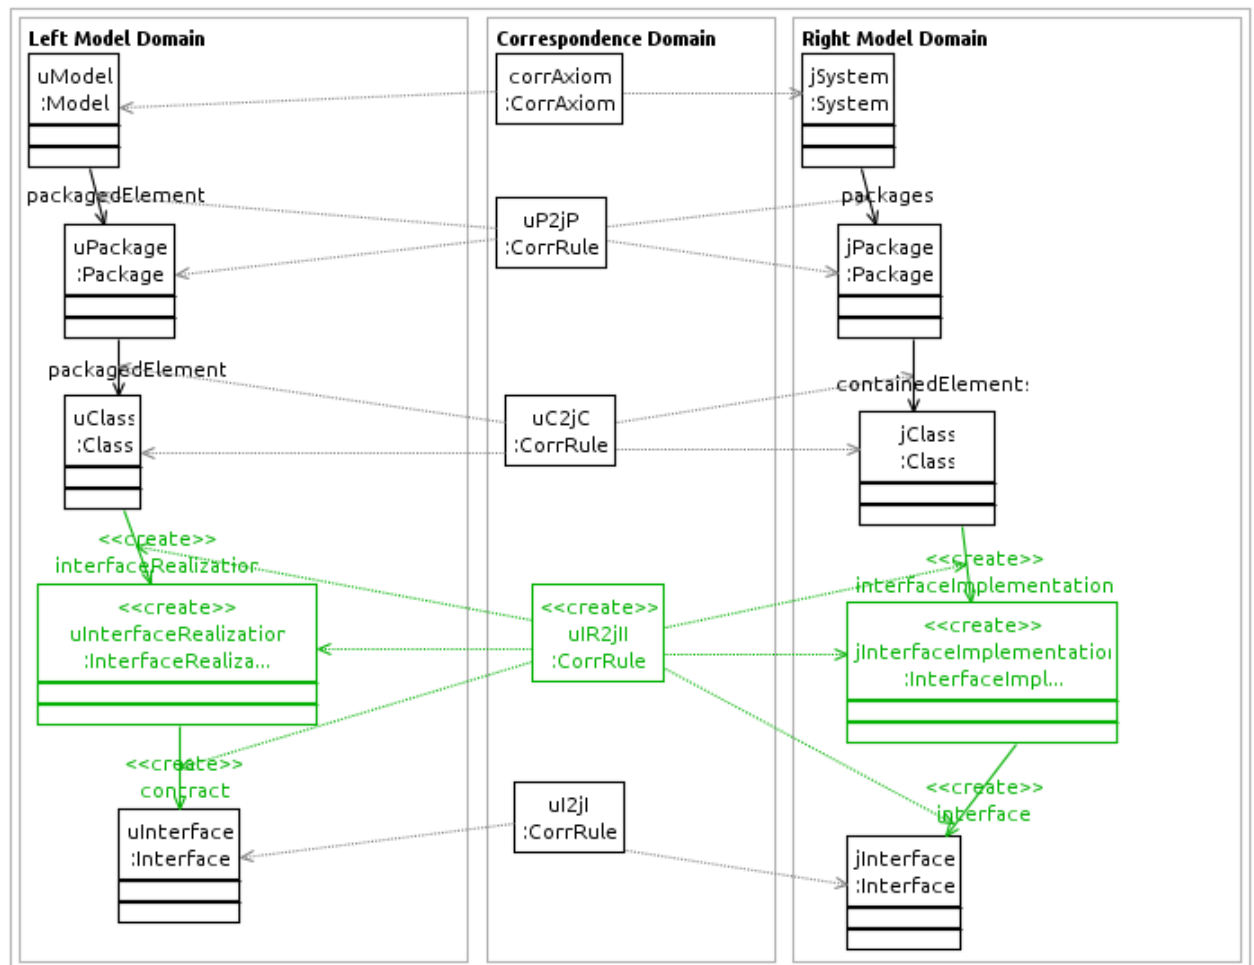 Left Model Domain
uModel
:Model
packagedElement
uPackage
:Package
packagedElement
uClass
:Class
<<create>>
interfaceRealization
<<create>>
uInterfaceRealization
:InterfaceRealiza...
<<create>>
contract
uInterface
:Interface
Correspondence Domain
corrAxiom
:CorrAxiom
uP2jP
:CorrRule
uC2jC
:CorrRule
<<create>>
uIR2jII
:CorrRule
uI2jI
:CorrRule
Right Model Domain
jSystem
:System
packages
jPackage
:Package
containedElements
jClass
:Class
<<create>>
interfaceImplementation
<<create>>
jInterfaceImplementation
:InterfaceImpl...
<<create>>
interface
jInterface
:Interface